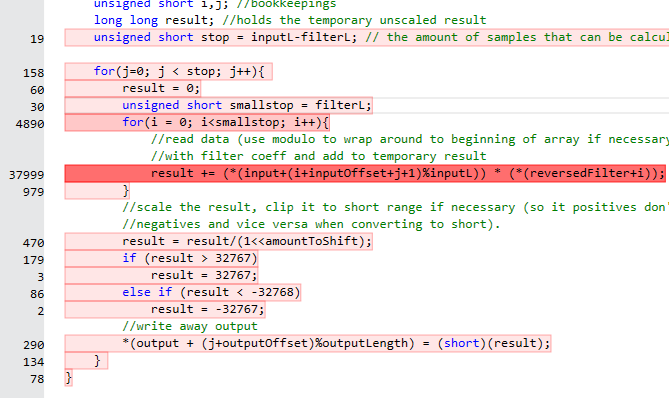 unsigned short i,j; //bookkeepings
long long result; //holds the temporary unscaled result
19 unsigned short stop = inputL-filterL; // the amount of samples that can be calcul
158 for(j=0; j < stop; j++){
60 result = 0;
30 unsigned short smallstop = filterL;
4890 for(i = 0; i<smallstop; i++){
//read data (use modulo to wrap around to beginning of array if necessary
//with filter coeff and add to temporary result
37999 result += (*(input+(i+inputOffset+j+1)%inputL)) * (*(reversedFilter+i));
979 }
//scale the result, clip it to short range if necessary (so it positives don'
//negatives and vice versa when converting to short).
470 result = result/(1<<amountToShift);
179 if (result > 32767)
3 result = 32767;
86 else if (result < -32768)
2 result = -32767;
//write away output
290 *(output + (j+outputOffset)%outputLength) = (short)(result);
134 }
78 }